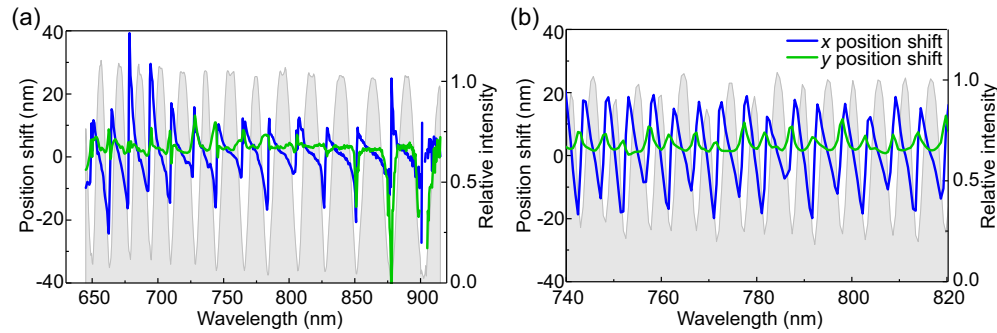 (a)
40
20
0
-20
-40
Position shift (nm)
650
700
750
800
850
900
Wavelength (nm)
1.0
0.5
0.0
Relative intensity
(b)
40
20
0
-20
-40
Position shift (nm)
x position shift
y position shift
740
760
780
800
820
Wavelength (nm)
1.0
0.5
0.0
Relative intensity